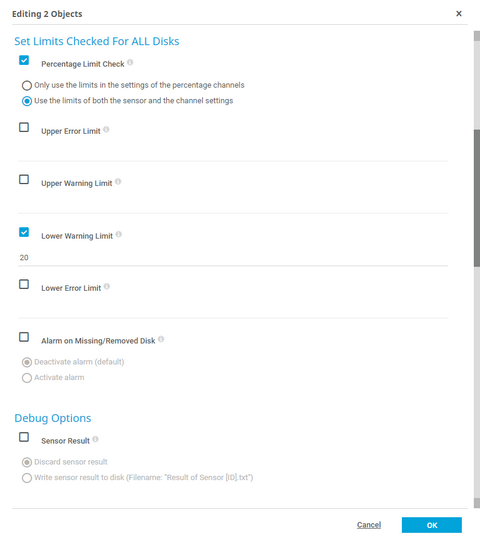 Editing 2 Objects
Set Limits Checked For ALL Disks
Percentage Limit Check
Only use the limits in the settings of the percentage channels
Use the limits of both the sensor and the channel settings
Upper Error Limit
Upper Warning Limit
Lower Warning Limit
20
Lower Error Limit
Alarm on Missing/Removed Disk
Deactivate alarm (default)
Activate alarm
Debug Options
Sensor Result
Discard sensor result
Write sensor result to disk (Filename: "Result of Sensor [ID].txt")
Cancel
OK